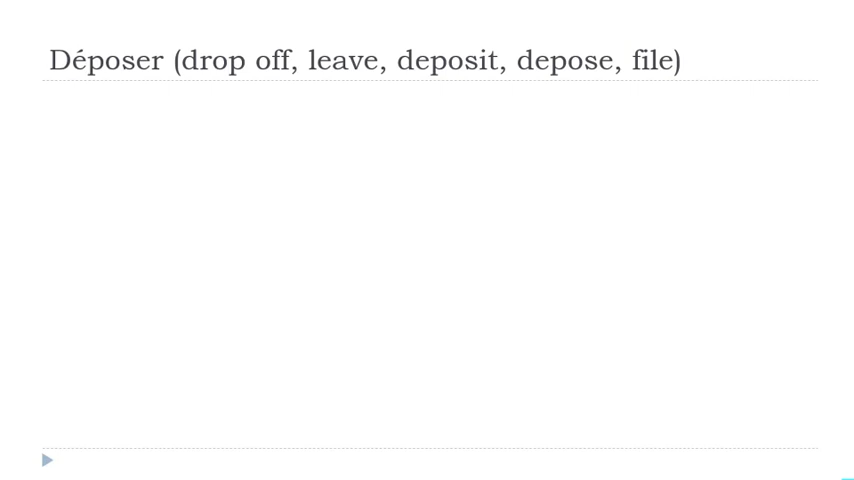 Déposer (drop off, leave, deposit, depose, file)